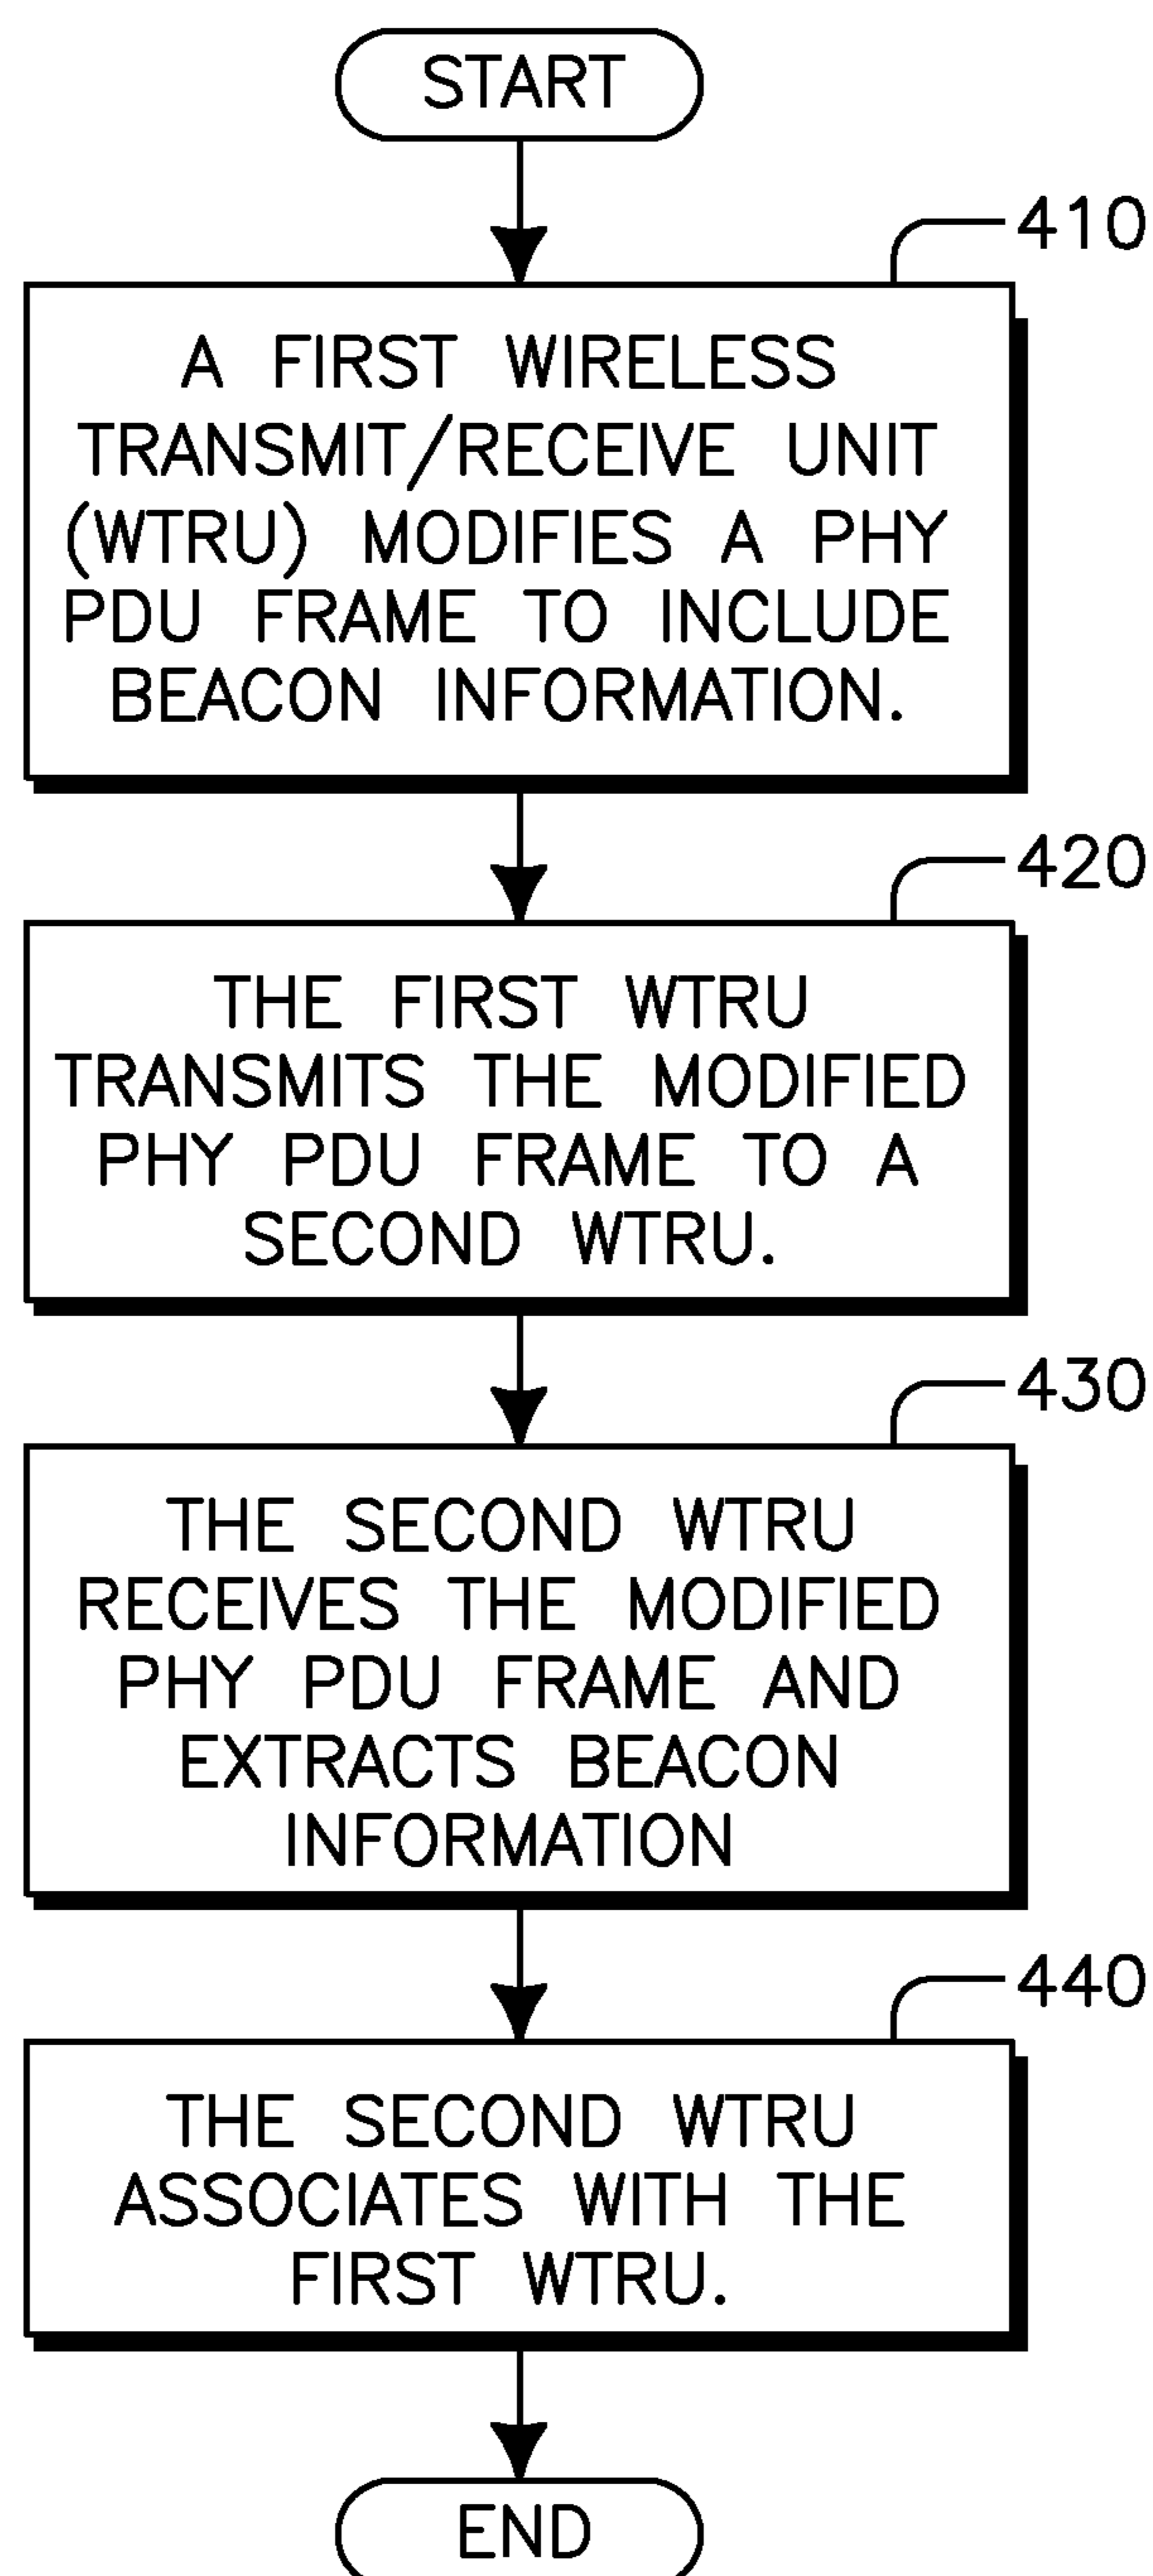 START
410
A FIRST WIRELESS
TRANSMIT/RECEIVE UNIT
(WTRU) MODIFIES A PHY
PDU FRAME TO INCLUDE
BEACON INFORMATION.
420
THE FIRST WTRU
TRANSMITS THE MODIFIED
PHY PDU FRAME TO A
SECOND WTRU.
430
THE SECOND WTRU
RECEIVES THE MODIFIED
PHY PDU FRAME AND
EXTRACTS BEACON
INFORMATION
440
THE SECOND WTRU
ASSOCIATES WITH THE
FIRST WTRU.
END